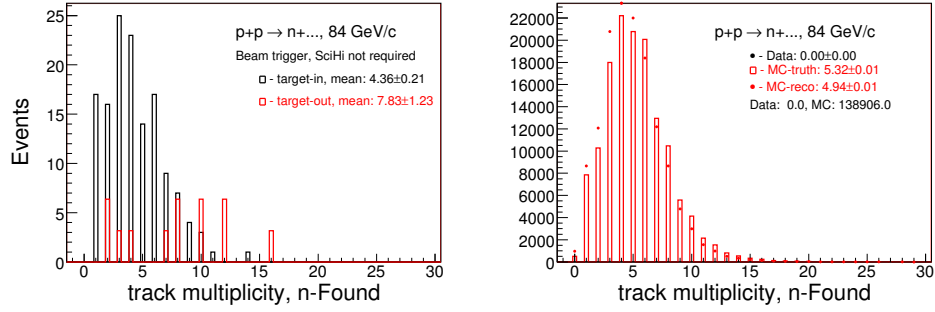 p+p → n+..., 84 GeV/c
Beam trigger, SciHi not required
- target-in, mean: 4.36±0.21
- target-out, mean: 7.83±1.23
Events
25
20
15
10
5
0
0 5 10 15 20 25 30
track multiplicity, n-Found
p+p → n+..., 84 GeV/c
- Data: 0.00±0.00
- MC-truth: 5.32±0.01
- MC-reco: 4.94±0.01
Data: 0.0, MC: 138906.0
22000
20000
18000
16000
14000
12000
10000
8000
6000
4000
2000
0
0 5 10 15 20 25 30
track multiplicity, n-Found